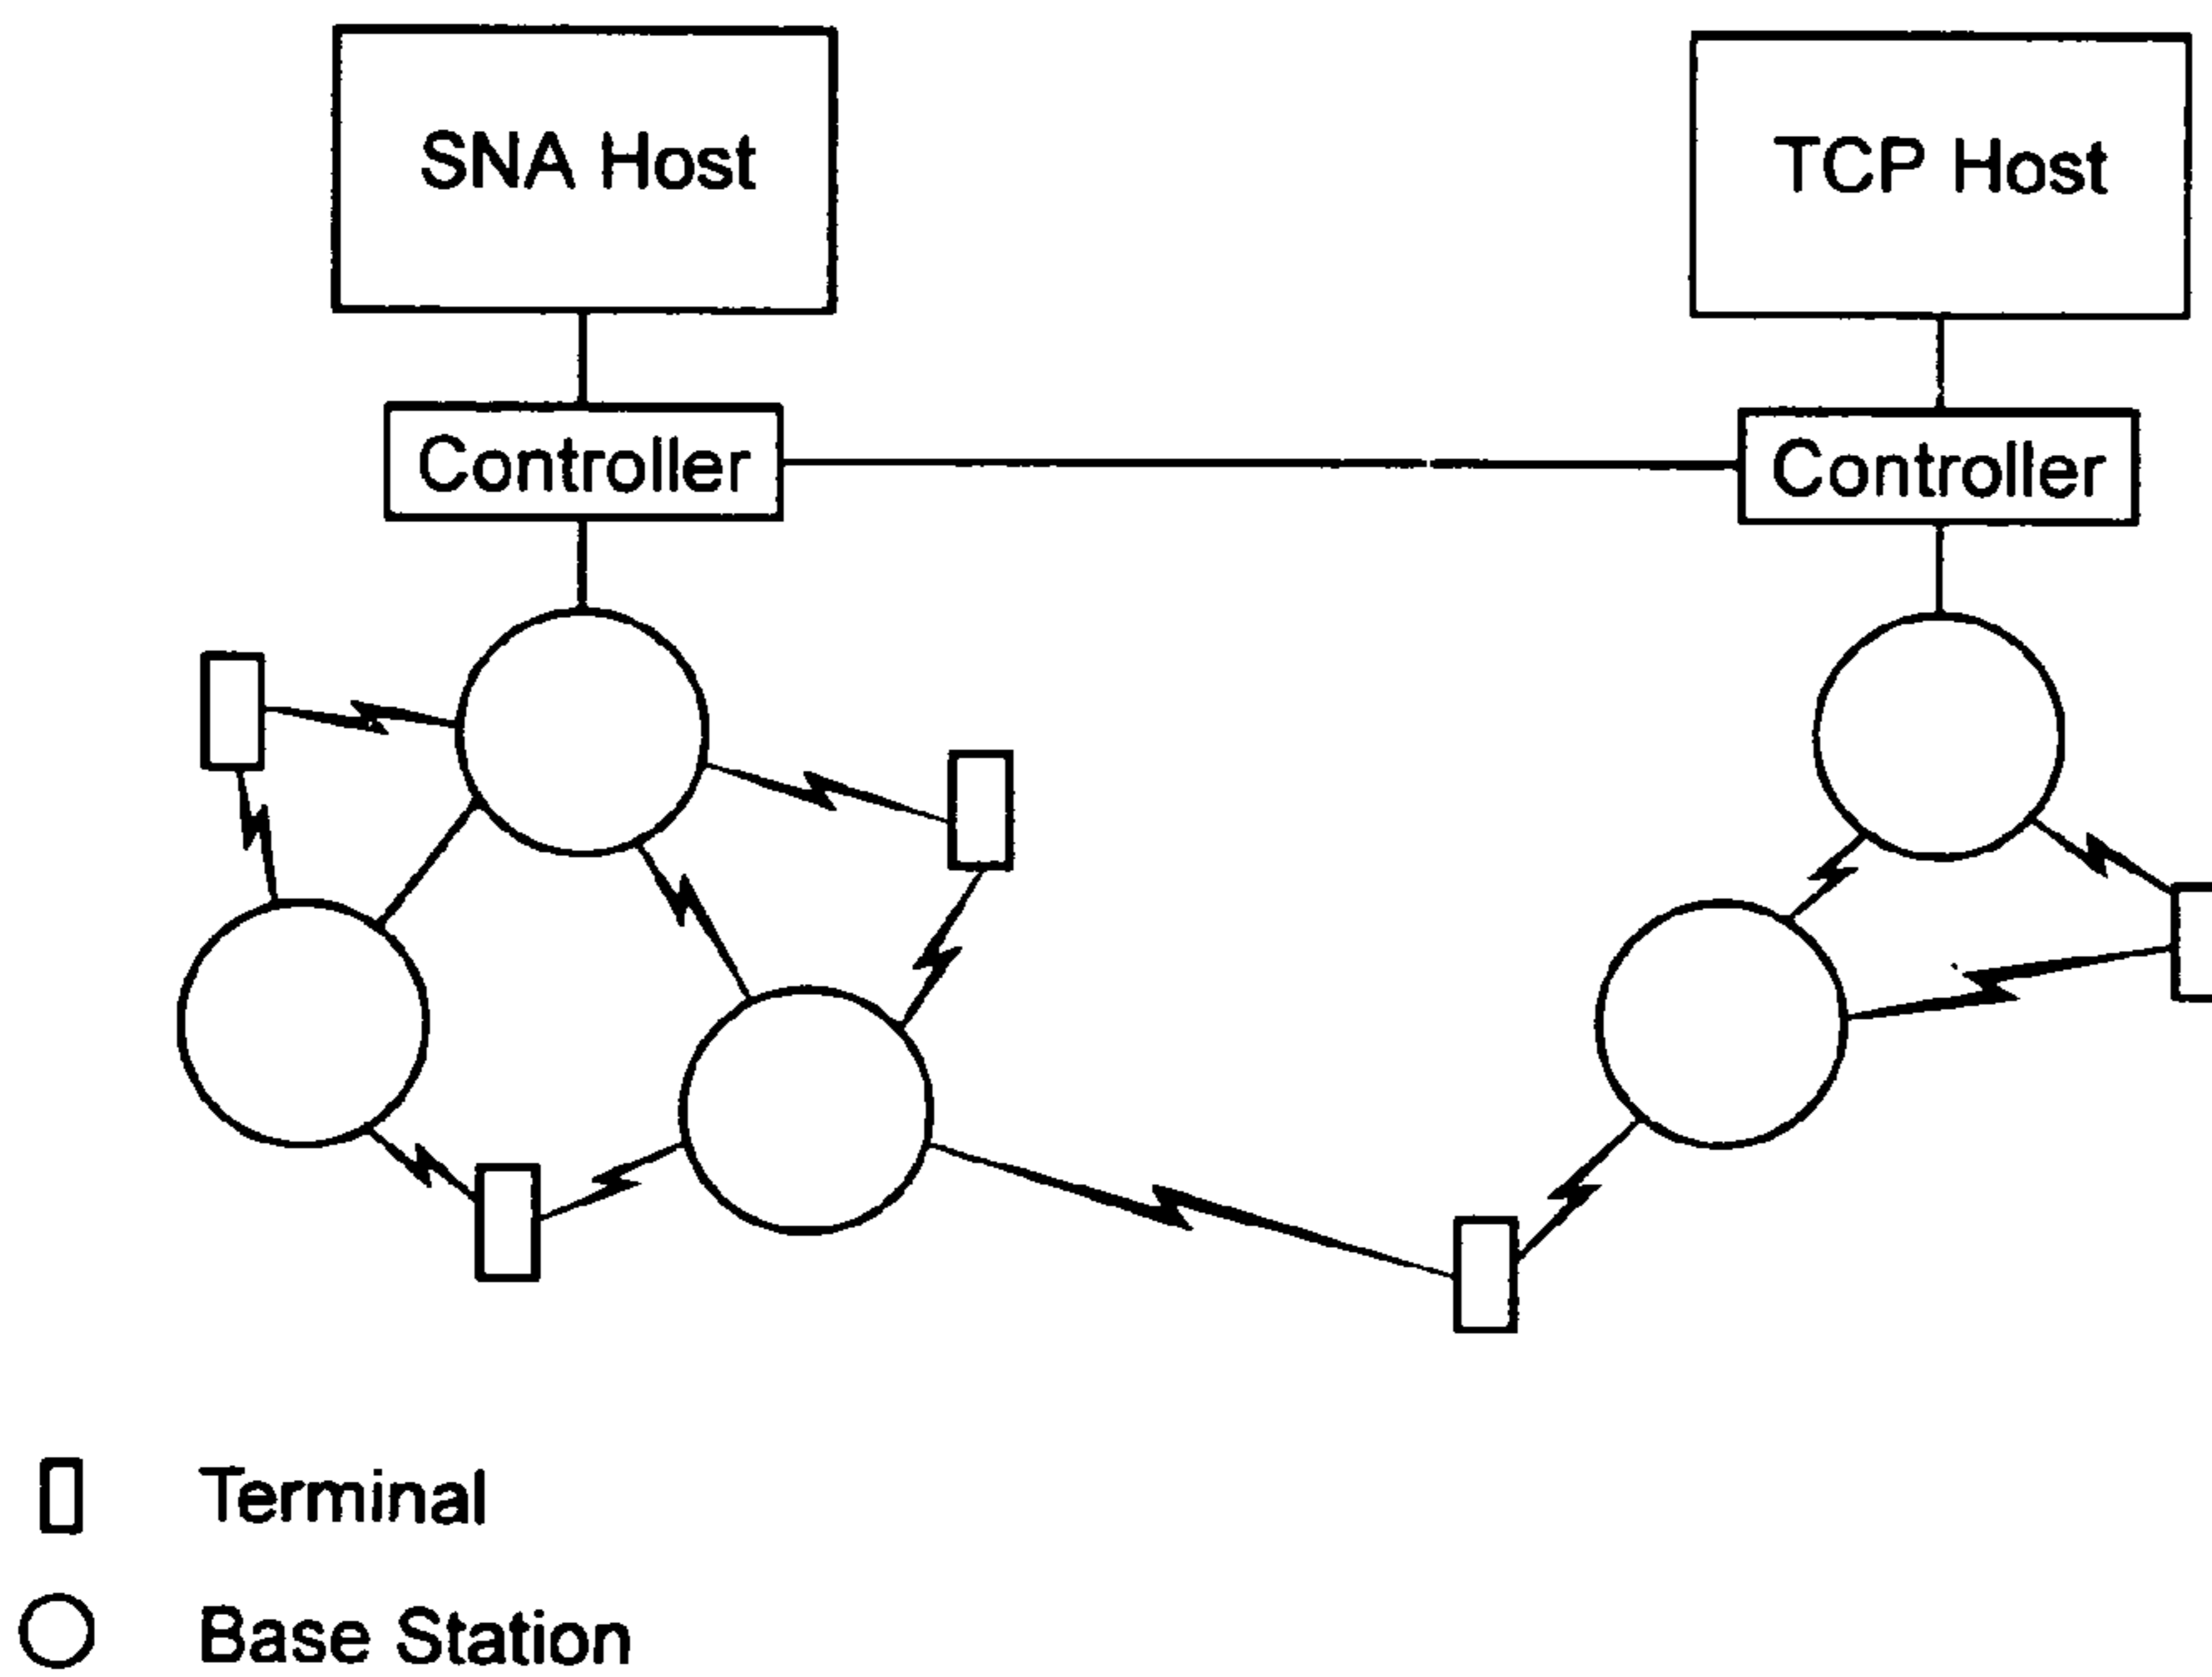 SNA Host
TCP Host
Controller
Controller
Terminal
Base Station